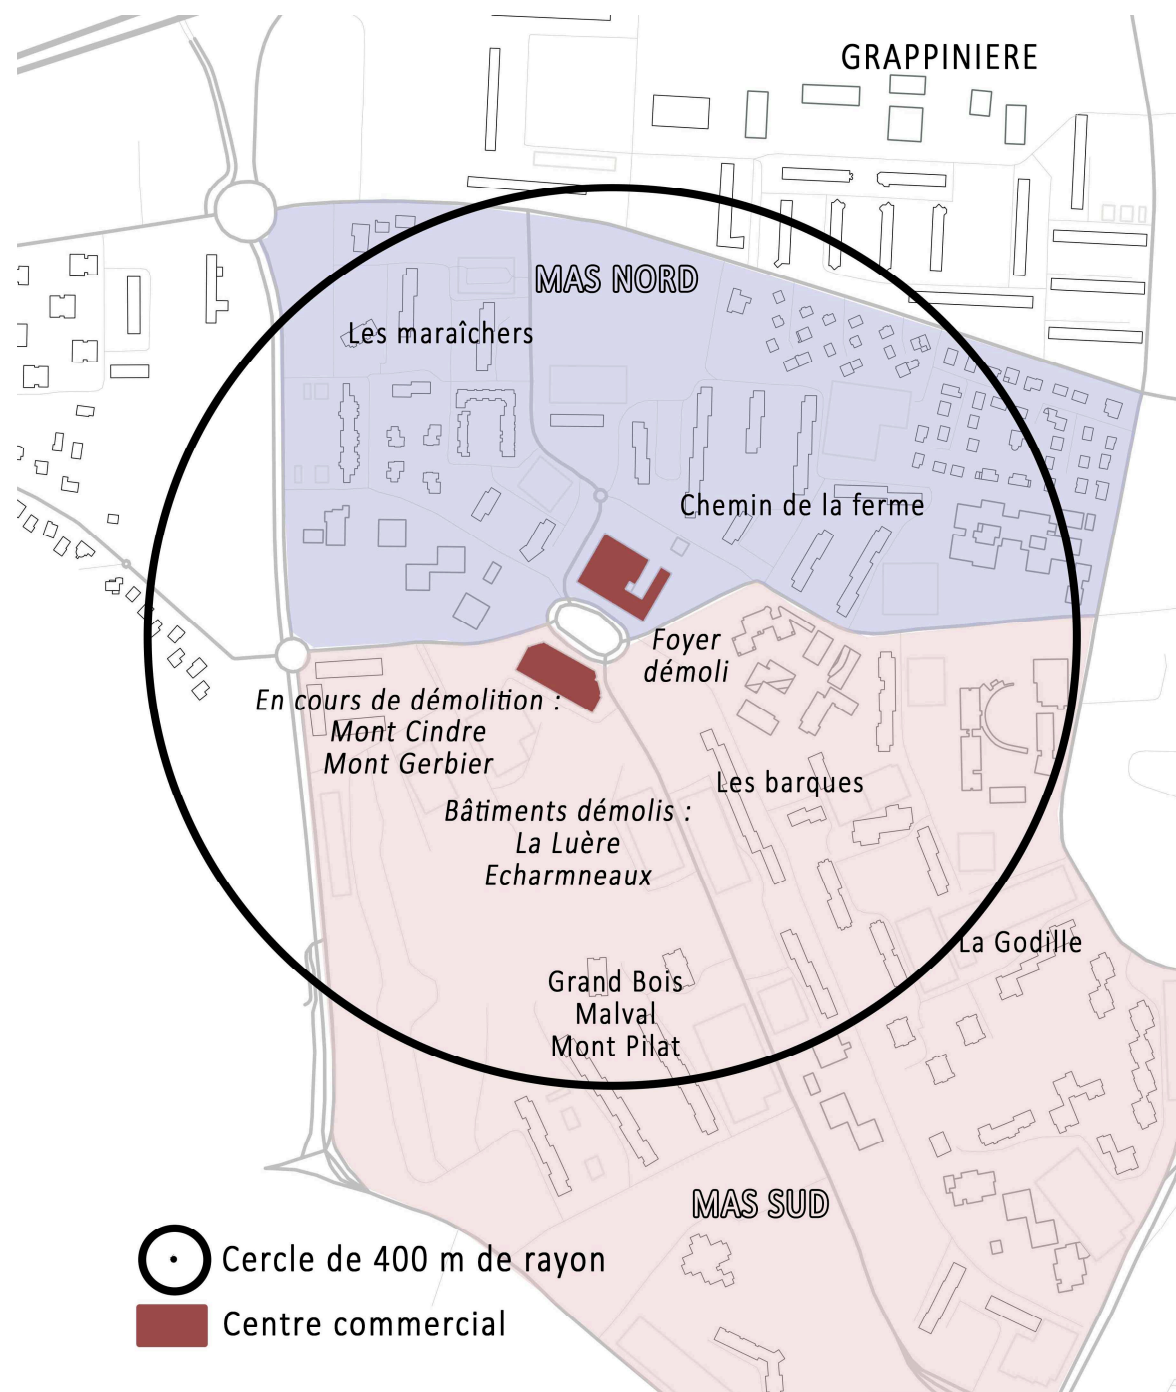 GRAPPINIERE
MAS NORD
Les maraîchers
Chemin de la ferme
Foyer
démoli
En cours de démolition :
Mont Cindre
Mont Gerbier
Les barques
Bâtiments démolis :
La Luère
Echarmneaux
La Godille
Grand Bois
Malval
Mont Pilat
MAS SUD
Cercle de 400 m de rayon
Centre commercial